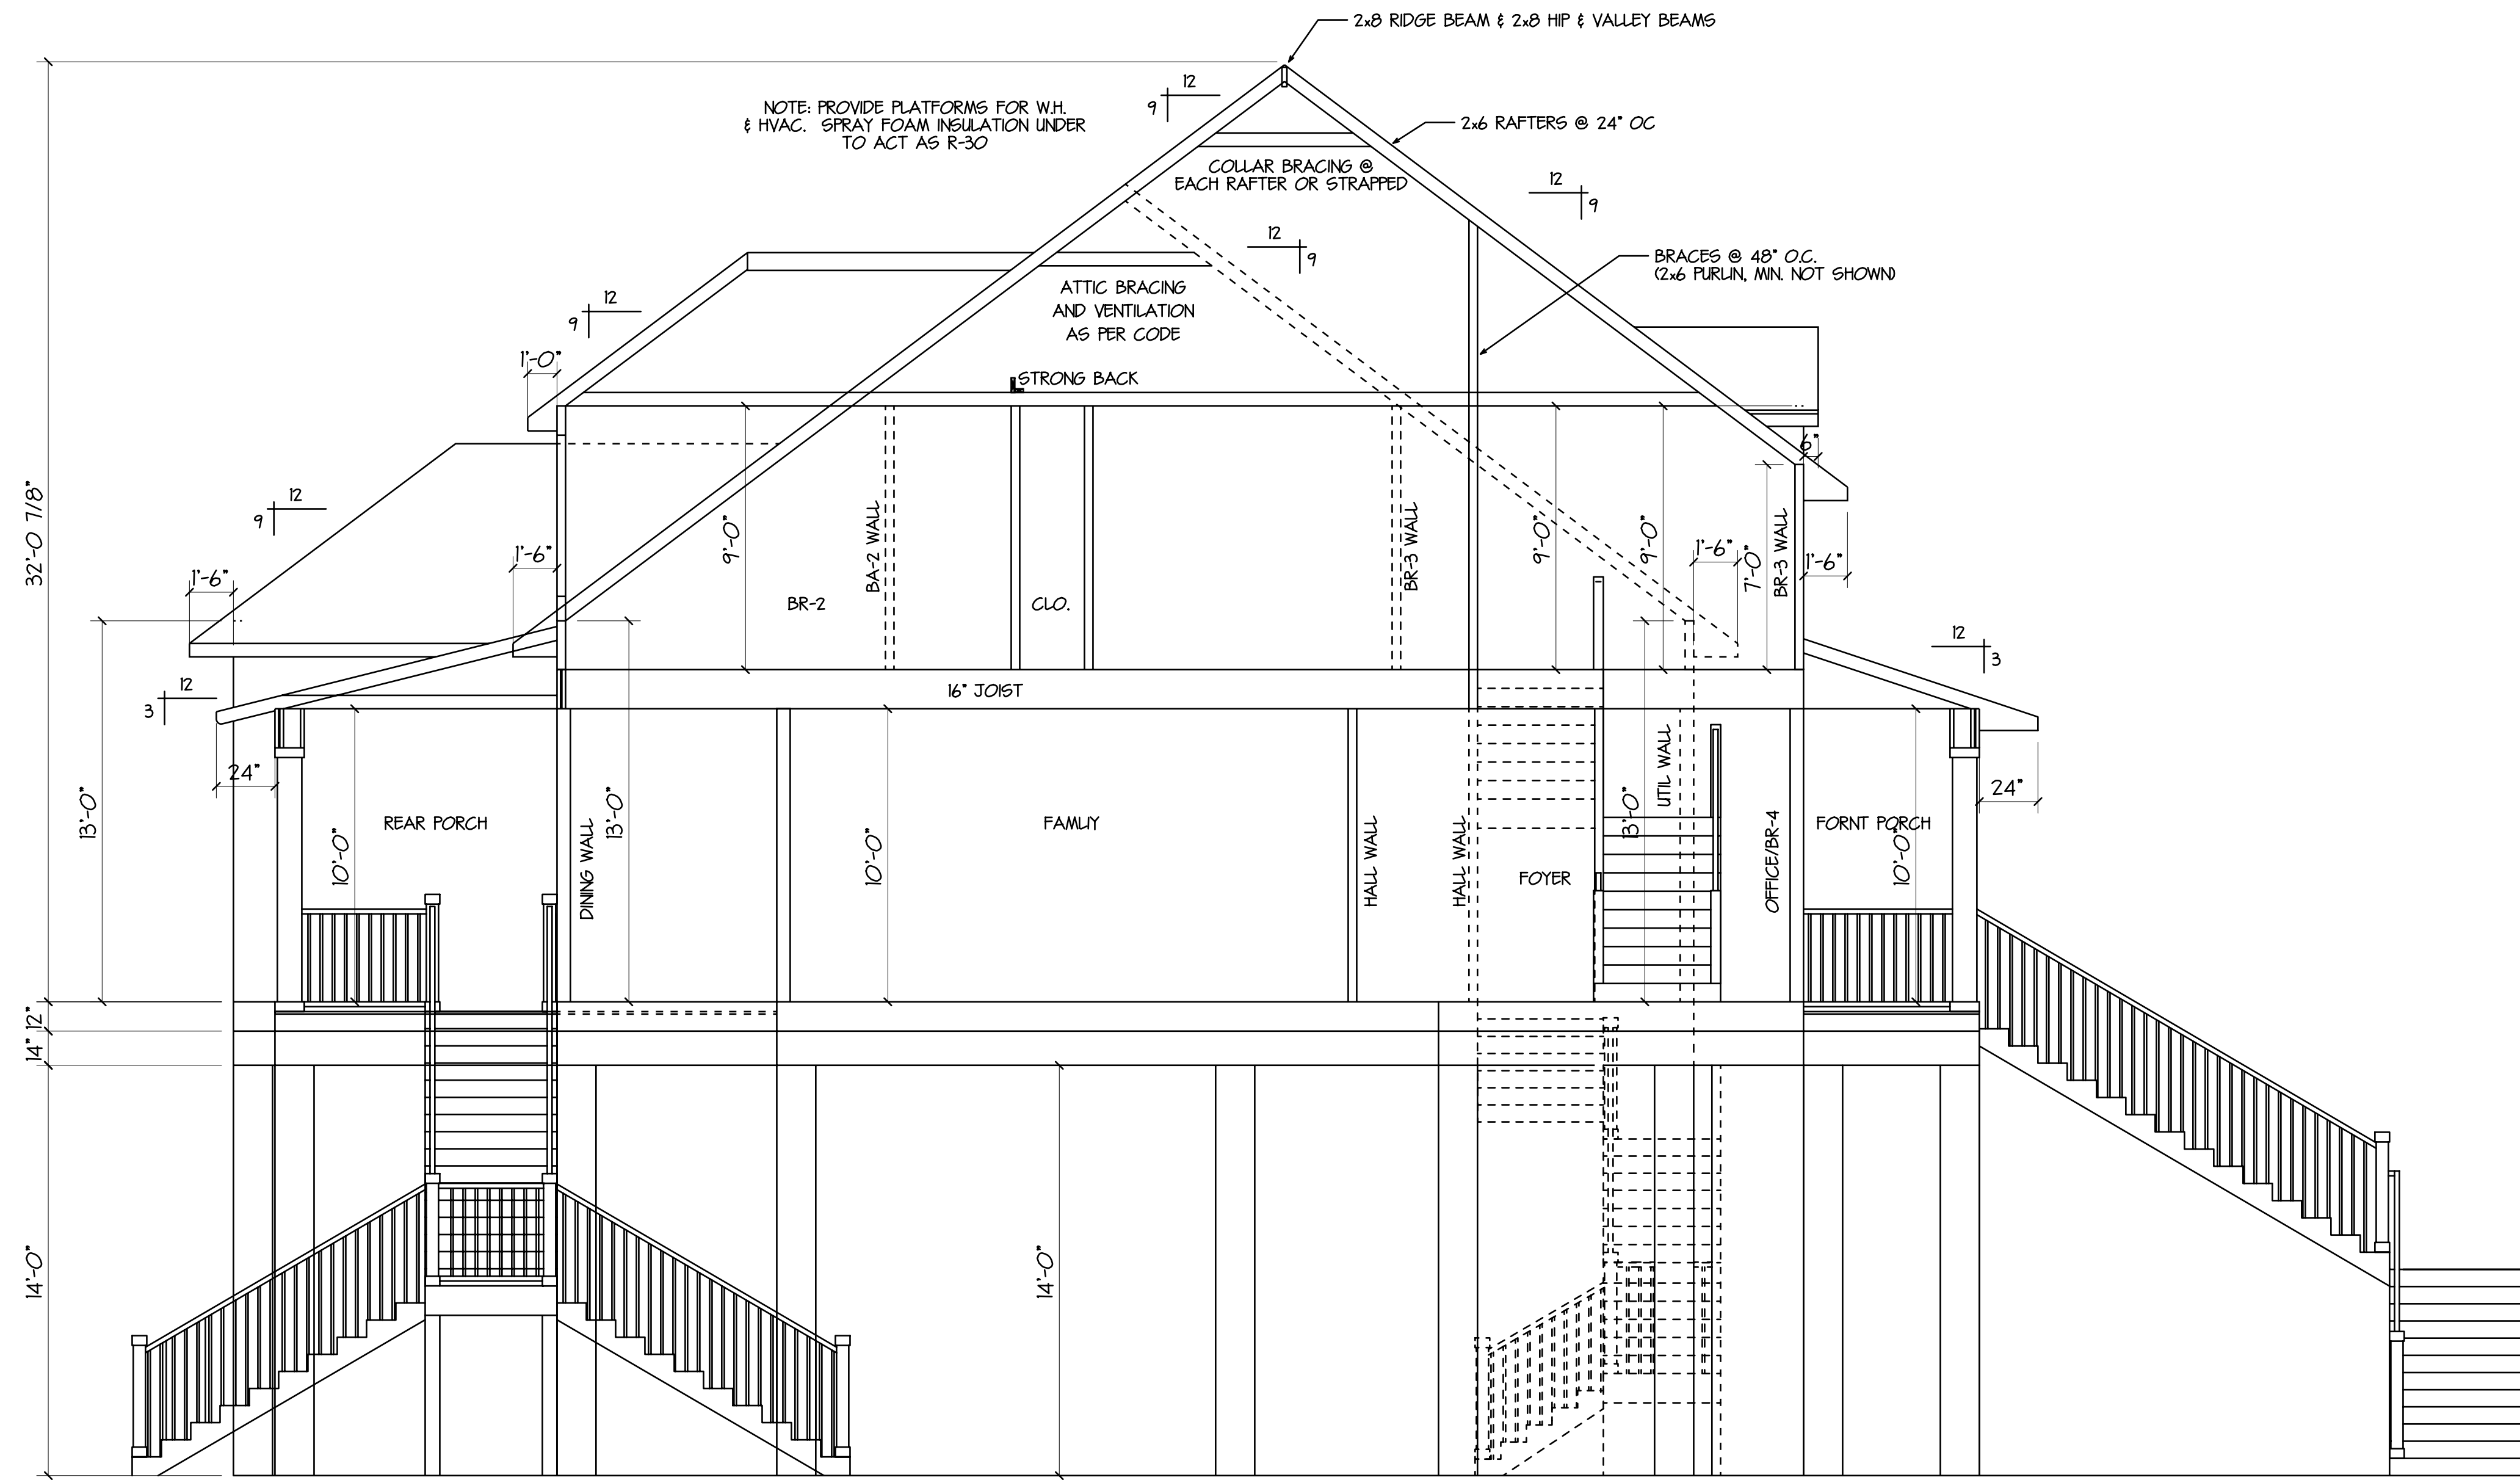 2x8 RIDGE BEAM & 2x8 HIP & VALLEY BEAMS
12
9
NOTE: PROVIDE PLATFORMS FOR W.H.
& HVAC. SPRAY FOAM INSULATION UNDER
TO ACT AS R-30
2x6 RAFTERS @ 24" OC
COLLAR BRACING @
EACH RAFTER OR STRAPPED
12
9
12
9
BRACES @ 48" O.C.
(2x6 PURLIN, MIN. NOT SHOWN)
ATTIC BRACING
AND VENTILATION
AS PER CODE
12
9
1'-0"
STRONG BACK
6"
32'-0 7/8"
12
9
9'-0"
BA-2 WALL
BR-3 WALL
9'-0"
9'-0"
1'-6"
7'-0"
BR-3 WALL
1'-6"
1'-6"
1'-6"
BR-2
CLO.
12
3
12
3
16" JOIST
24"
24"
13'-0"
REAR PORCH
10'-0"
DINING WALL
13'-0"
10'-0"
FAMLIY
HALL WALL
HALL WALL
FOYER
13'-0"
UTIL WALL
OFFICE/BR-4
FORNT PORCH
10'-0"
12"
14"
14'-0"
14'-0"